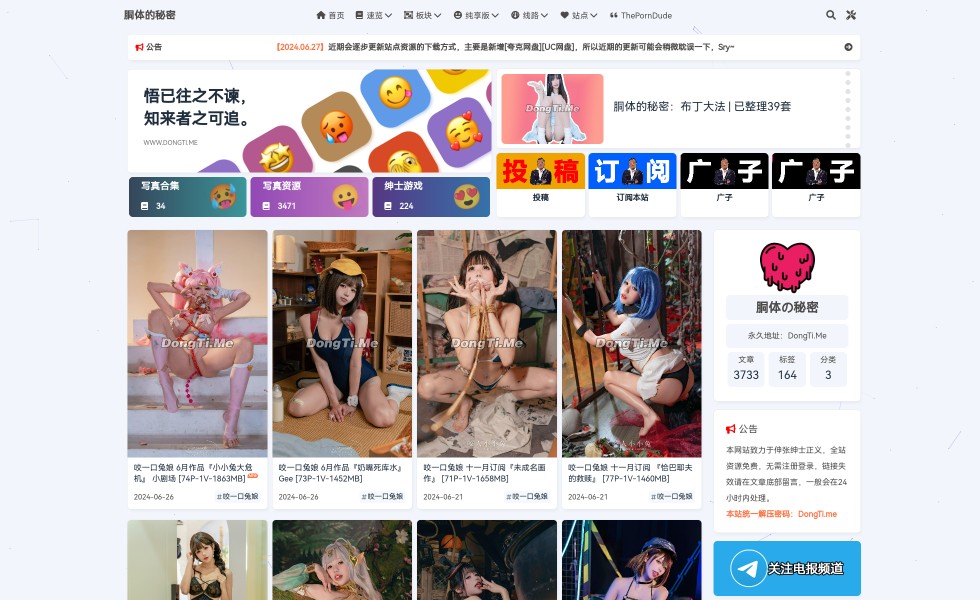 胴体的秘密
首页 速览 板块 纯享版 线路 站点 ThePornDude
公告
【2024.06.27】近期会逐步更新站点资源的下载方式，主要是新增[夸克网盘][UC网盘]，所以近期的更新可能会稍微耽误一下，Sry~
悟已往之不谏，
知来者之可追。
WWW.DONGTI.ME
DongTi.Me
胴体的秘密：布丁大法 | 已整理39套
写真合集
34
写真资源
3471
绅士游戏
224
投稿
投稿
订阅
订阅本站
广子
广子
广子
广子
DongTi.Me
DongTi.Me
DongTi.Me
DongTi.Me
咬一口兔娘 6月作品『小小兔大危
机』 小剧场 [74P-1V-1863MB]
2024-06-26
#咬一口兔娘
咬一口兔娘 6月作品『奶嘴死库水』
Gee [73P-1V-1452MB]
2024-06-26
#咬一口兔娘
咬一口兔娘 十一月订阅『未成名画
作』 [71P-1V-1658MB]
2024-06-21
#咬一口兔娘
咬一口兔娘 十一月订阅 『恰巴耶夫
的救赎』 [77P-1V-1460MB]
2024-06-21
#咬一口兔娘
胴体の秘密
永久地址：DongTi.Me
文章 标签 分类
3733 164 3
公告
本网站致力于伸张绅士正义，全站
资源免费，无需注册登录，链接失
效请在文章底部留言，一般会在24
小时内处理。
本站统一解压密码：DongTi.me
关注电报频道